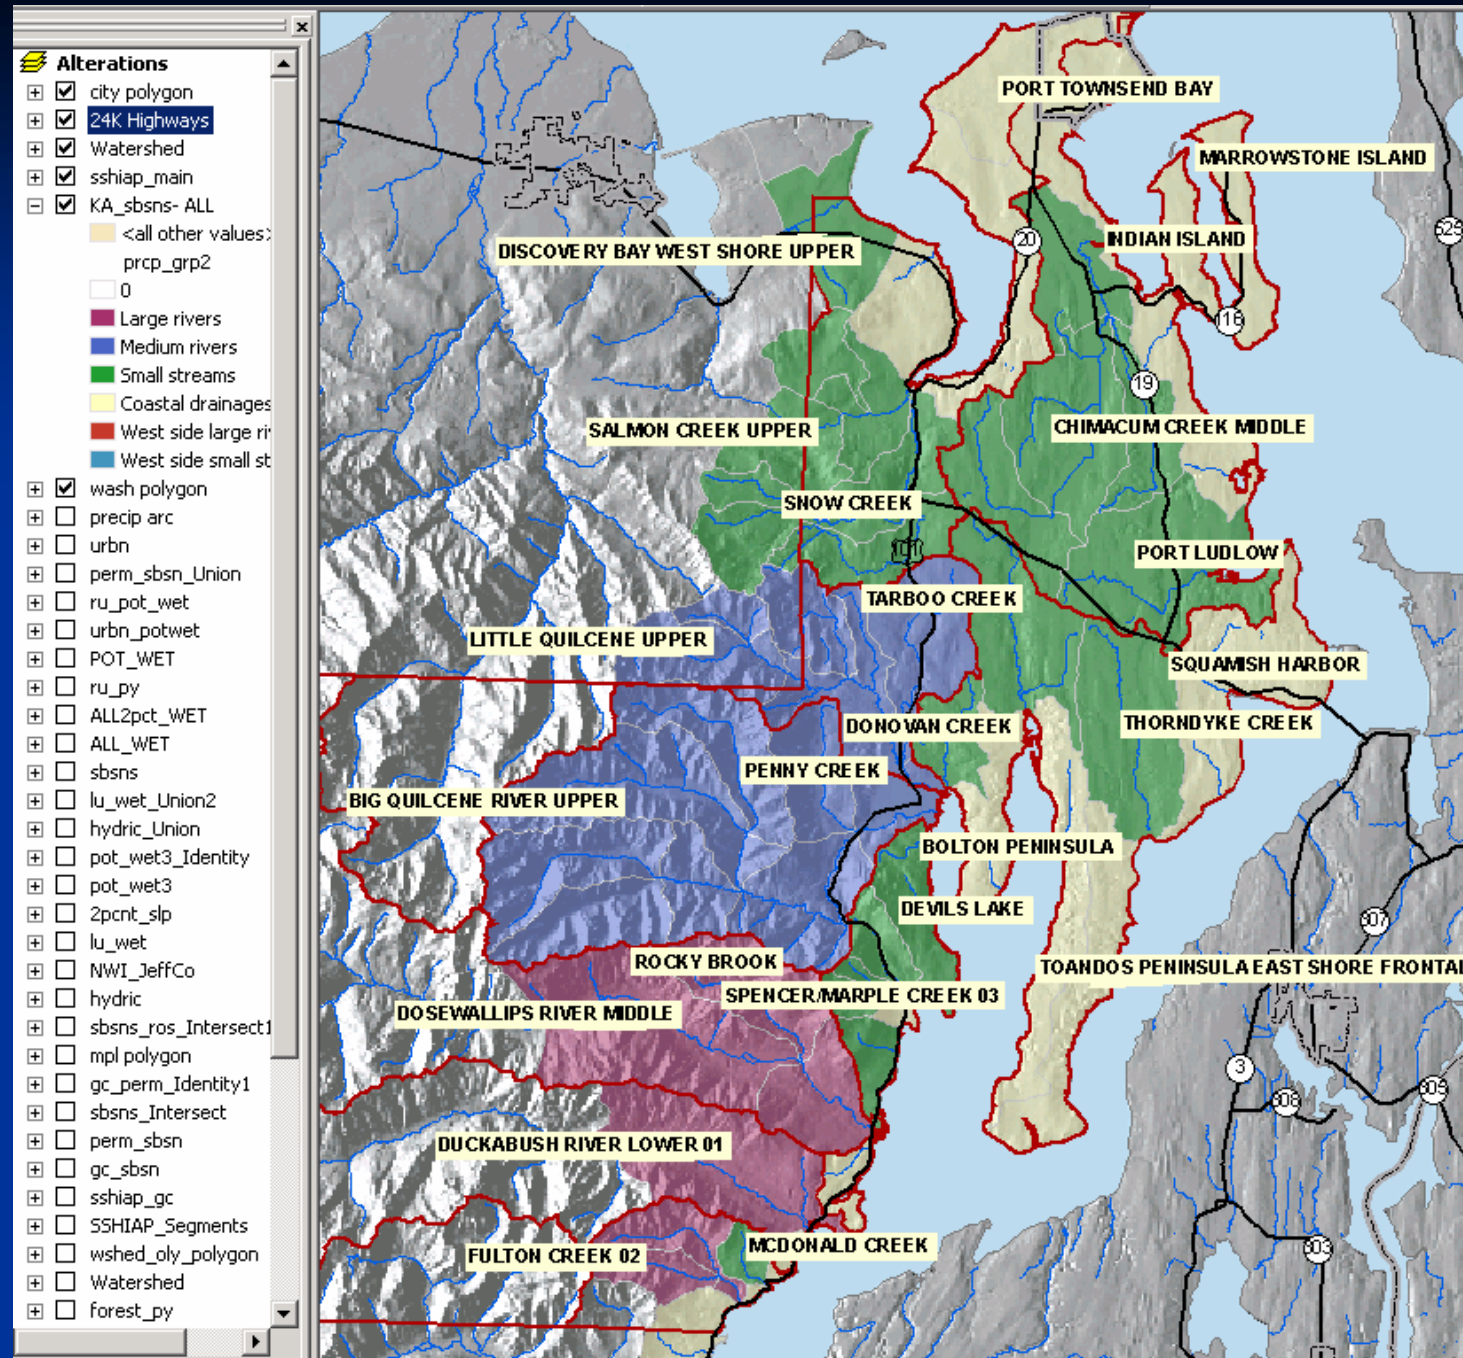 Alterations
city polygon
24K Highways
Watershed
sshiap_main
KA_sbsns- ALL
<all other values>
prcp_grp2
0
Large rivers
Medium rivers
Small streams
Coastal drainages
West side large ri
West side small st
wash polygon
precip arc
urbn
perm_sbsn_Union
ru_pot_wet
urbn_potwet
POT_WET
ru_py
ALL2pct_WET
ALL_WET
sbsns
lu_wet_Union2
hydric_Union
pot_wet3_Identity
pot_wet3
2pcnt_slp
lu_wet
NWI_JeffCo
hydric
sbsns_ros_Intersect1
mpl polygon
gc_perm_Identity1
sbsns_Intersect
perm_sbsn
gc_sbsn
sshiap_gc
SSHIAP_Segments
wshed_oly_polygon
Watershed
forest_py
PORT TOWNSEND BAY
MARROWSTONE ISLAND
525
20
INDIAN ISLAND
DISCOVERY BAY WEST SHORE UPPER
116
19
CHIMACUM CREEK MIDDLE
SALMON CREEK UPPER
SNOW CREEK
101
PORT LUDLOW
TARBOO CREEK
LITTLE QUILCENE UPPER
SQUAMISH HARBOR
DONOVAN CREEK
THORNDYKE CREEK
PENNY CREEK
BIG QUILCENE RIVER UPPER
BOLTON PENINSULA
DEVILS LAKE
307
ROCKY BROOK
TOANDOS PENINSULA EAST SHORE FRONTAL
SPENCER/MARPLE CREEK 03
DOSEWALLIPS RIVER MIDDLE
3
308
305
DUCKABUSH RIVER LOWER 01
MCDONALD CREEK
303
FULTON CREEK 02